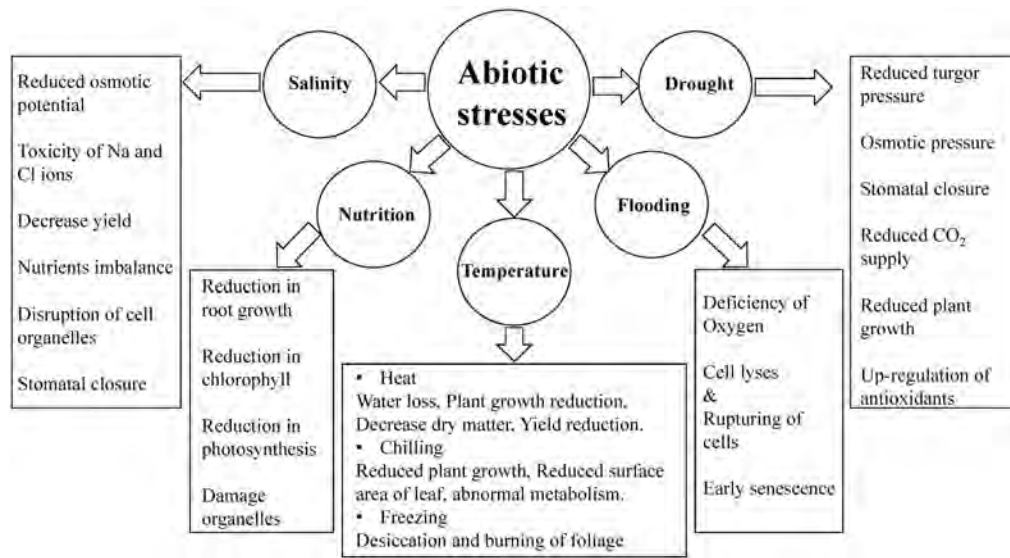 Abiotic
stresses
Salinity
Drought
Nutrition
Flooding
Temperature
Reduced osmotic
potential
Toxicity of Na and
Cl ions
Decrease yield
Nutrients imbalance
Disruption of cell
organelles
Stomatal closure
Reduction in
root growth
Reduction in
chlorophyll
Reduction in
photosynthesis
Damage
organelles
• Heat
Water loss, Plant growth reduction,
Decrease dry matter, Yield reduction.
• Chilling
Reduced plant growth, Reduced surface
area of leaf, abnormal metabolism.
• Freezing
Desiccation and burning of foliage
Deficiency of
Oxygen
Cell lyses
&
Rupturing of
cells
Early senescence
Reduced turgor
pressure
Osmotic pressure
Stomatal closure
Reduced CO₂
supply
Reduced plant
growth
Up-regulation of
antioxidants